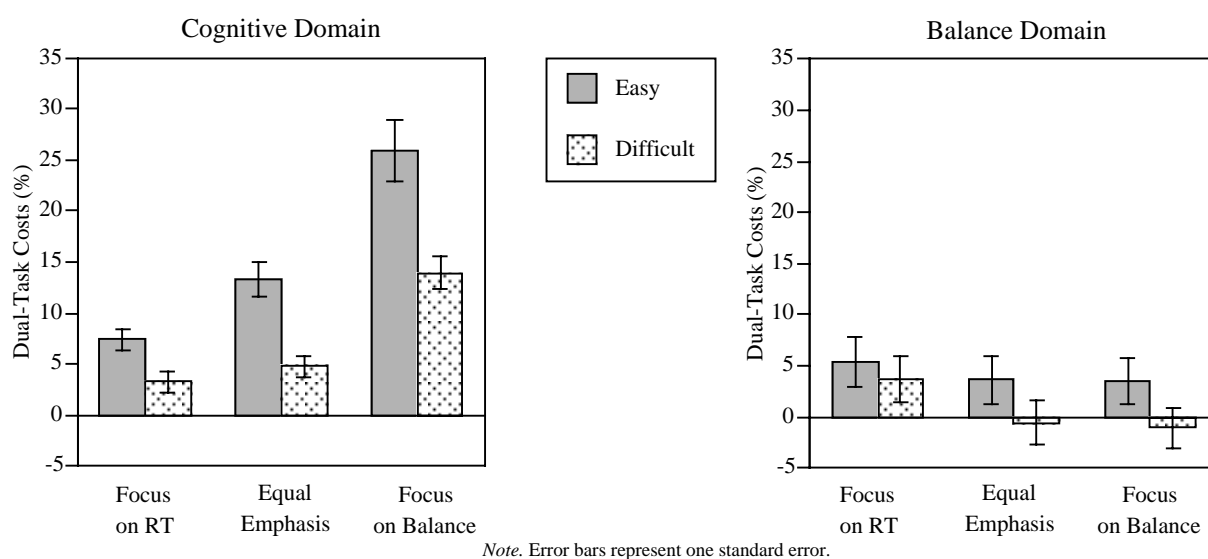 Cognitive Domain
Dual-Task Costs (%)
35
30
25
20
15
10
5
0
-5
Focus
on RT
Equal
Emphasis
Focus
on Balance
Easy
Difficult
Balance Domain
Dual-Task Costs (%)
35
30
25
20
15
10
5
0
-5
Focus
on RT
Equal
Emphasis
Focus
on Balance
Note. Error bars represent one standard error.